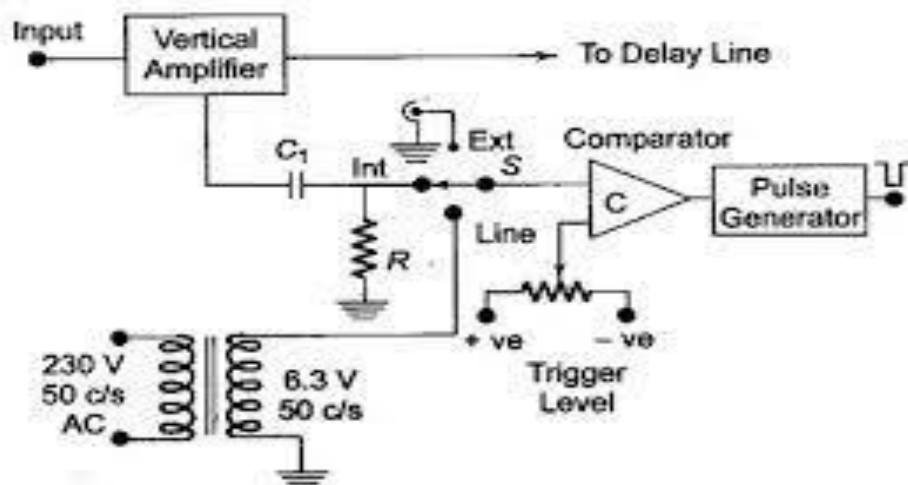 Input
Vertical
Amplifier
To Delay Line
C1
Int
Ext
S
Comparator
C
Pulse
Generator
Line
R
+ ve
- ve
Trigger
Level
230 V
50 c/s
AC
6.3 V
50 c/s